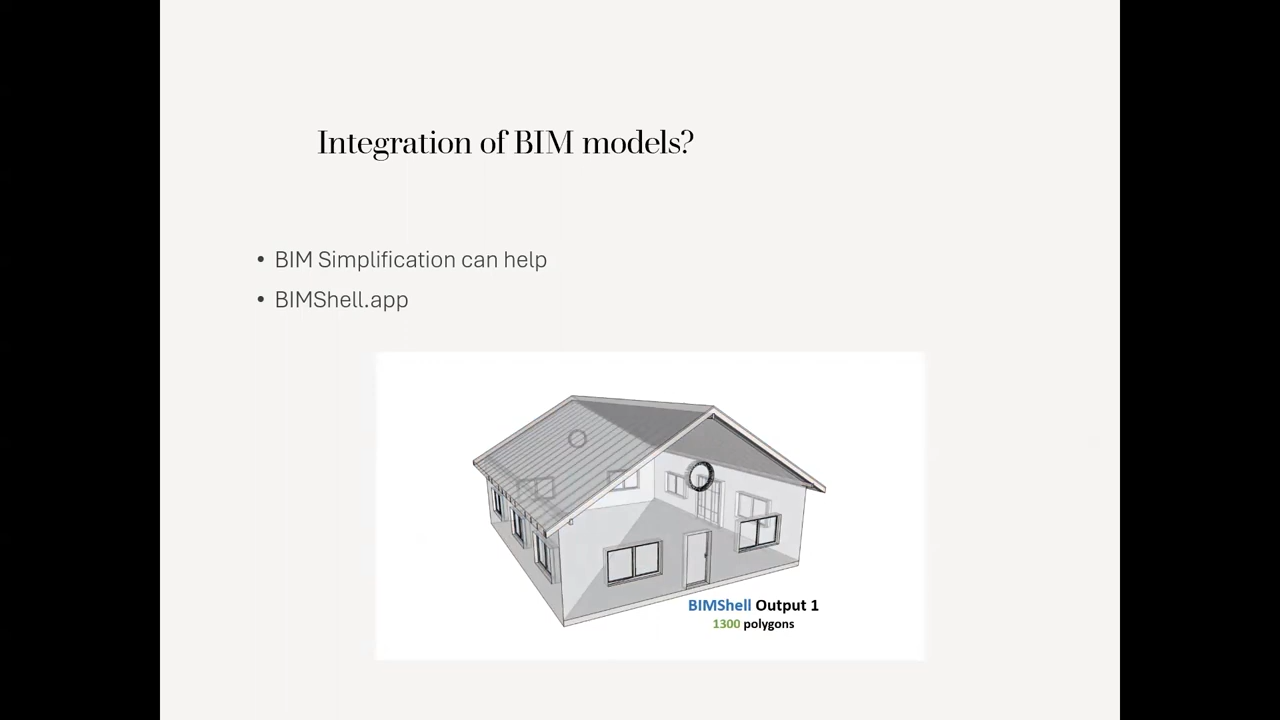 Integration of BIM models?
• BIM Simplification can help
• BIMShell.app
BIMShell Output 1
1300 polygons